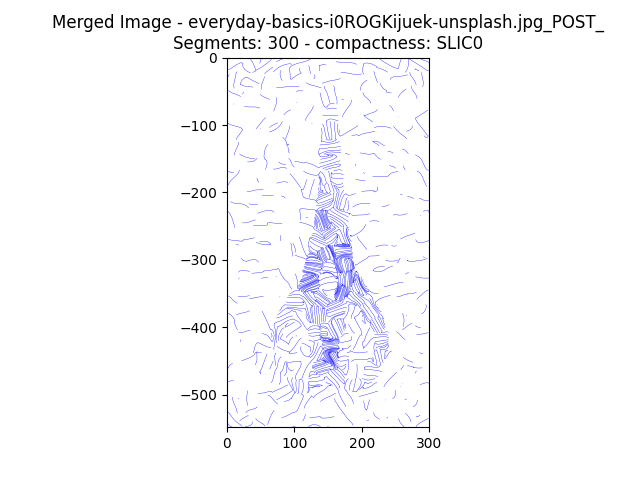 Merged Image - everyday-basics-i0ROGKijuek-unsplash.jpg_POST_
Segments: 300 - compactness: SLIC0
0
−100
−200
−300
−400
−500
0 100 200 300